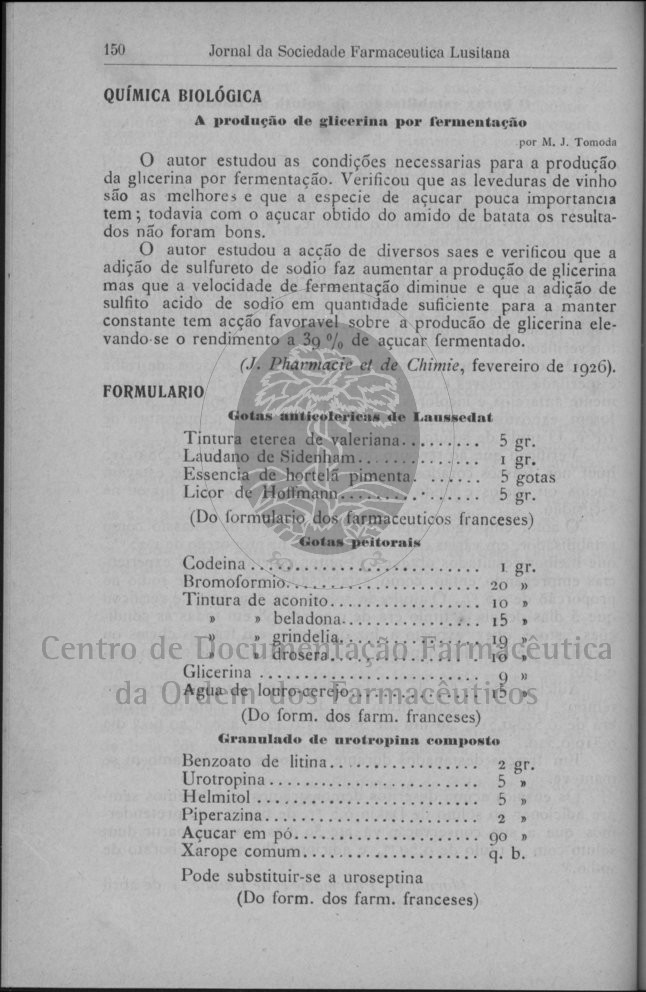 150 Jornal da Sociedade Farmaceutica Lusitana
QUÍMICA BIOLÓGICA
A produção de glicerina por fermentação
por M. J. Tomoda
O autor estudou as condições necessarias para a produção
da glicerina por fermentação. Verificou que as leveduras de vinho
são as melhores e que a especie de açucar pouca importancia
tem; todavia com o açucar obtido do amido de batata os resulta-
dos não foram bons.
O autor estudou a acção de diversos saes e verificou que a
adição de sulfureto de sodio faz aumentar a produção de glicerina
mas que a velocidade de fermentação diminue e que a adição de
sulfito acido de sodio em quantidade suficiente para a manter
constante tem acção favoravel sobre a producão de glicerina ele-
vando-se o rendimento a 39 % de açucar fermentado.
(J. Pharmacie et de Chimie, fevereiro de 1926).
FORMULARIO
Gotas anticolericas de Laussedat
Tintura eterea de valeriana......... 5 gr.
Laudano de Sidenham.............. 1 gr.
Essencia de hortelã pimenta. ...... 5 gotas
Licor de Hoffmann................ 5 gr.
(Do formulario dos farmaceuticos franceses)
Gotas peitorais
Codeina........................ 1 gr.
Bromoformio.................... 20 »
Tintura de aconito................ 10 »
» » beladona.............. 15 »
» » grindelia.............. 19 »
» » drosera............... 10 »
Glicerina ........................ 9 »
Agua de louro-cerejo.............. 15 »
(Do form. dos farm. franceses)
Granulado de urotropina composto
Benzoato de litina................ 2 gr.
Urotropina....................... 5 »
Helmitol........................ 5 »
Piperazina....................... 2 »
Açucar em pó.................... 90 »
Xarope comum................... q. b.
Pode substituir-se a uroseptina
(Do form. dos farm. franceses)
Centro de Documentação Farmacêutica
da Ordem dos Farmacêuticos